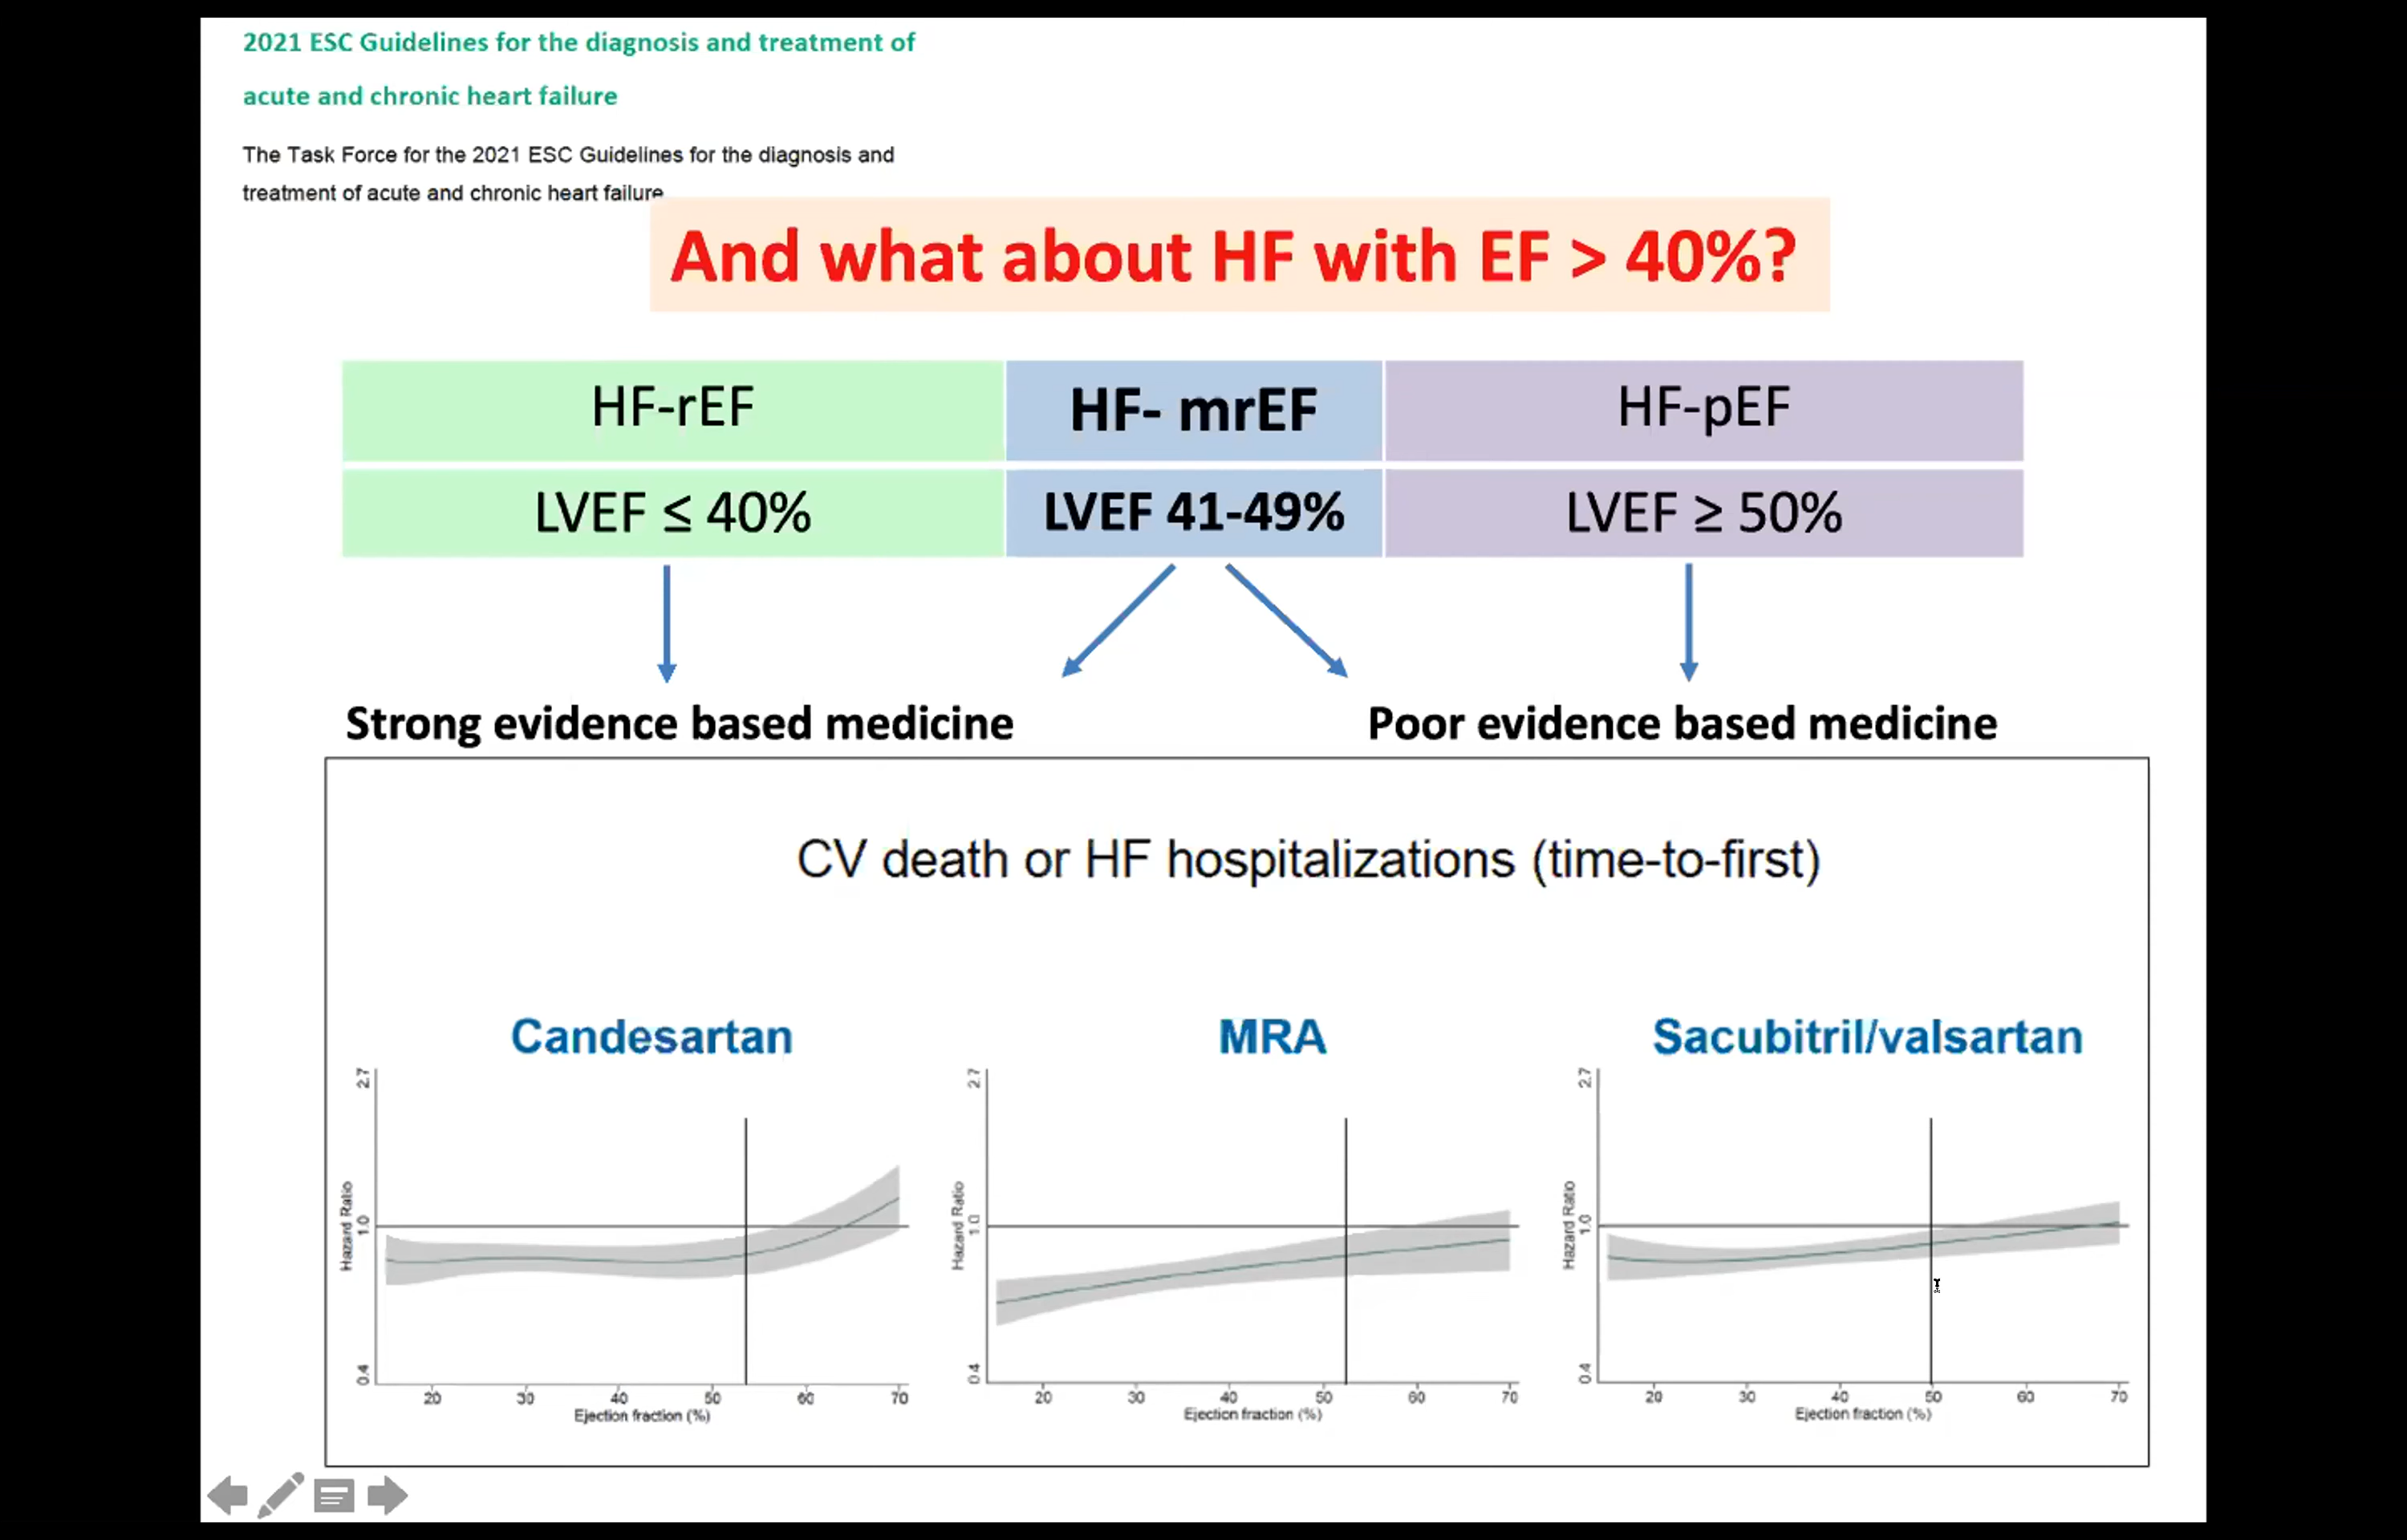 2021 ESC Guidelines for the diagnosis and treatment of
acute and chronic heart failure
The Task Force for the 2021 ESC Guidelines for the diagnosis and
treatment of acute and chronic heart failure
And what about HF with EF > 40%?
HF-rEF
HF- mrEF
HF-pEF
LVEF ≤ 40%
LVEF 41-49%
LVEF ≥ 50%
Strong evidence based medicine
Poor evidence based medicine
CV death or HF hospitalizations (time-to-first)
Candesartan
2.7
1.0
0.4
Hazard Ratio
20 30 40 50 60 70
Ejection fraction (%)
MRA
2.7
1.0
0.4
Hazard Ratio
20 30 40 50 60 70
Ejection fraction (%)
Sacubitril/valsartan
2.7
1.0
0.4
Hazard Ratio
20 30 40 50 60 70
Ejection fraction (%)